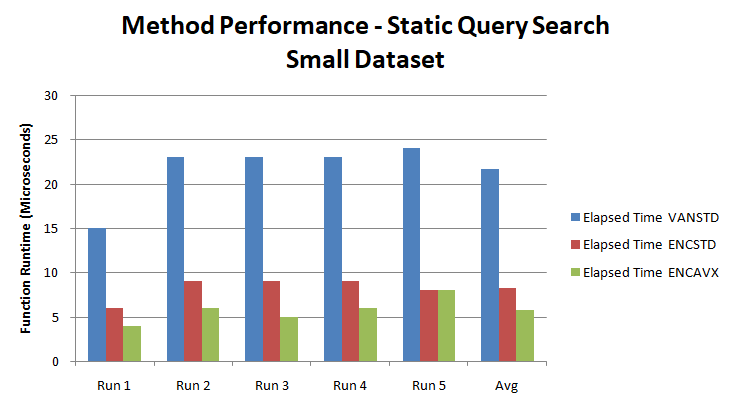 Method Performance - Static Query Search
Small Dataset
Function Runtime (Microseconds)
30
25
20
15
10
5
0
Run 1
Run 2
Run 3
Run 4
Run 5
Avg
Elapsed Time VANSTD
Elapsed Time ENCSTD
Elapsed Time ENCAVX